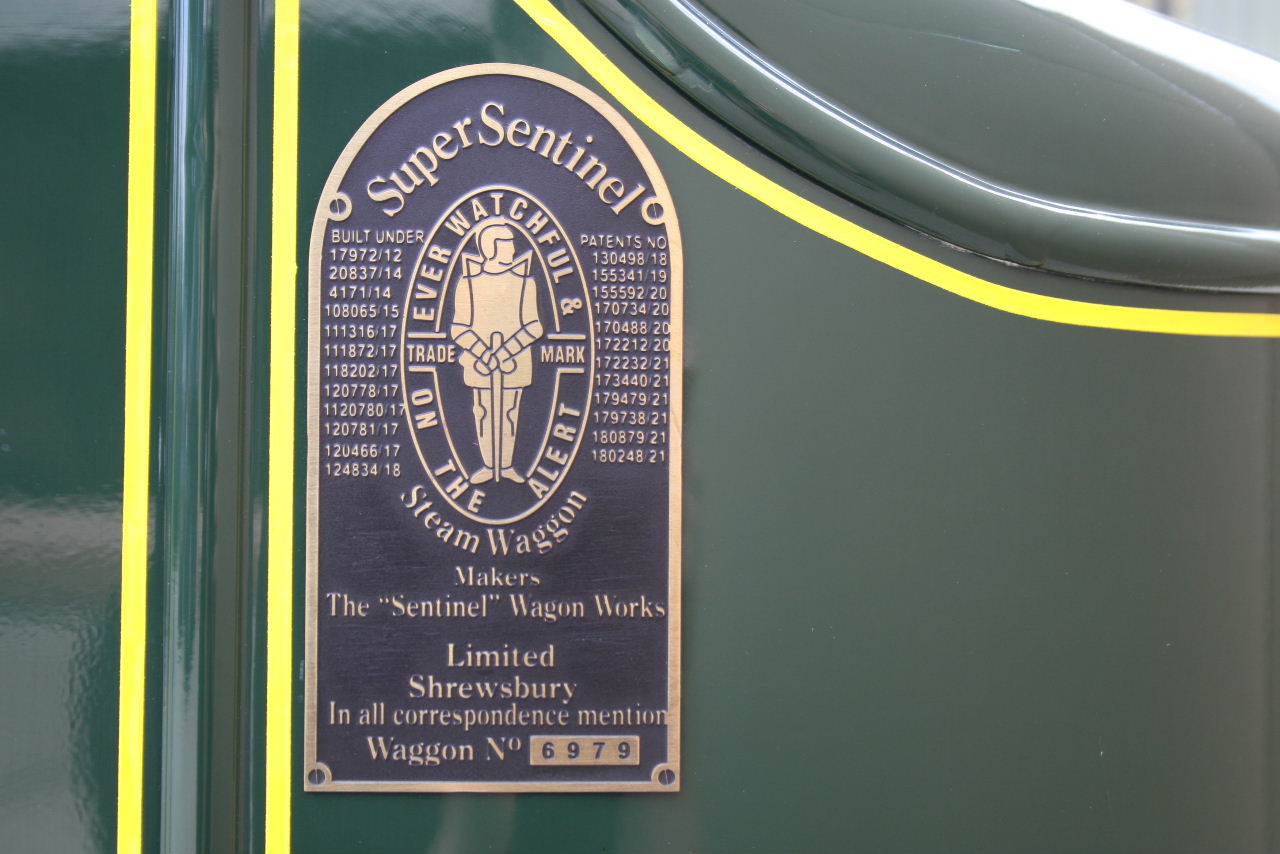 Super Sentinel
BUILT UNDER
17972/12
20837/14
4171/14
108065/15
111316/17
111872/17
118202/17
120778/17
1120780/17
120781/17
120466/17
124834/18
EVER WATCHFUL &
TRADE MARK
NO THE ALERT
PATENTS NO
130498/18
155341/19
155592/20
170734/20
170488/20
172212/20
172232/21
173440/21
179479/21
179738/21
180879/21
180248/21
Steam Waggon
Makers
The "Sentinel" Wagon Works
Limited
Shrewsbury
In all correspondence mention
Waggon Nº 6979